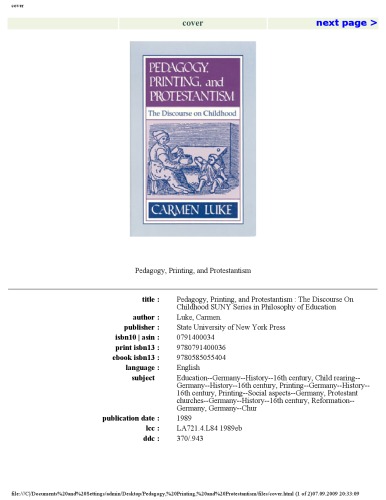 cover
cover
next page >
PEDAGOGY,
PRINTING, and
PROTESTANTISM
The Discourse on Childhood
CARMEN LUKE
Pedagogy, Printing, and Protestantism
title : Pedagogy, Printing, and Protestantism : The Discourse On
Childhood SUNY Series in Philosophy of Education
author : Luke, Carmen.
publisher : State University of New York Press
isbn10 | asin : 0791400034
print isbn13 : 9780791400036
ebook isbn13 : 9780585055404
language : English
subject Education--Germany--History--16th century, Child rearing--
Germany--History--16th century, Printing--Germany--History--
16th century, Printing--Social aspects--Germany, Protestant
churches--Germany--History--16th century, Reformation--
Germany, Germany--Chur
publication date : 1989
lcc : LA721.4.L84 1989eb
ddc : 370/.943
file:///C|/Documents%20and%20Settings/admin/Desktop/Pedagogy,%20Printing,%20and%20Protestantism/files/cover.html (1 of 2)07.09.2009 20:33:09